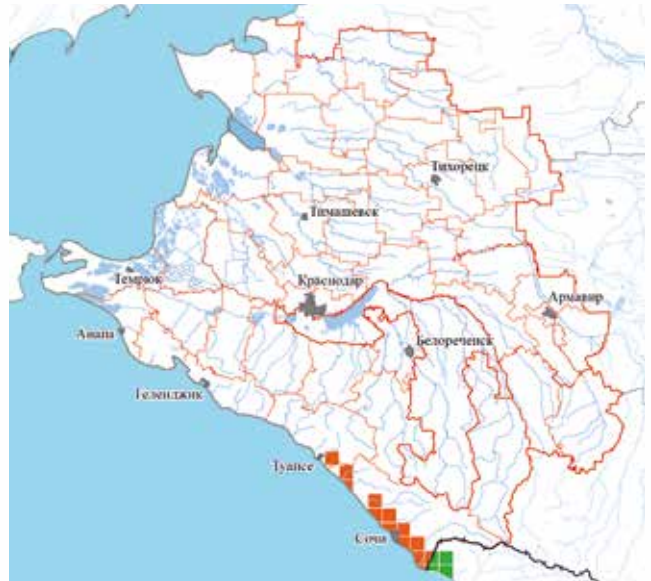 Тихорецк
Тимашевск
Темрюк
Краснодар
Армавир
Анапа
Белореченск
Геленджик
Туапсе
Сочи